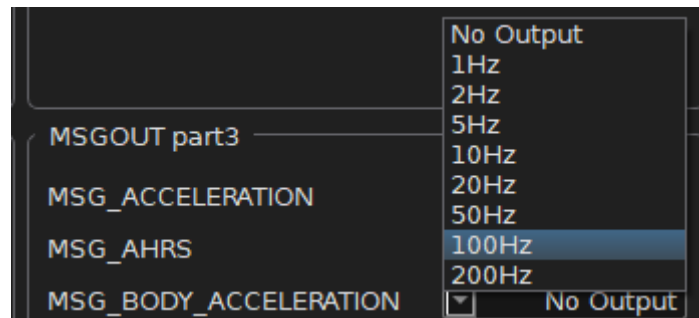 No Output
1Hz
2Hz
5Hz
10Hz
20Hz
50Hz
100Hz
200Hz
MSGOUT part3
MSG_ACCELERATION
MSG_AHRS
MSG_BODY_ACCELERATION No Output